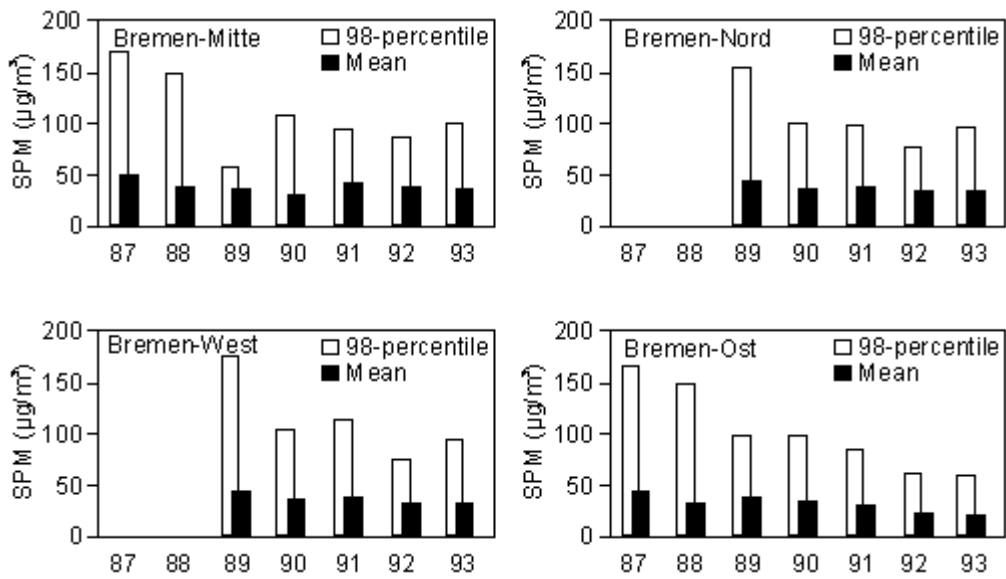 Bremen-Mitte
98-percentile
Mean
SPM (µg/m³)
200
150
100
50
0
87 88 89 90 91 92 93
Bremen-Nord
98-percentile
Mean
SPM (µg/m³)
200
150
100
50
0
87 88 89 90 91 92 93
Bremen-West
98-percentile
Mean
SPM (µg/m³)
200
150
100
50
0
87 88 89 90 91 92 93
Bremen-Ost
98-percentile
Mean
SPM (µg/m³)
200
150
100
50
0
87 88 89 90 91 92 93